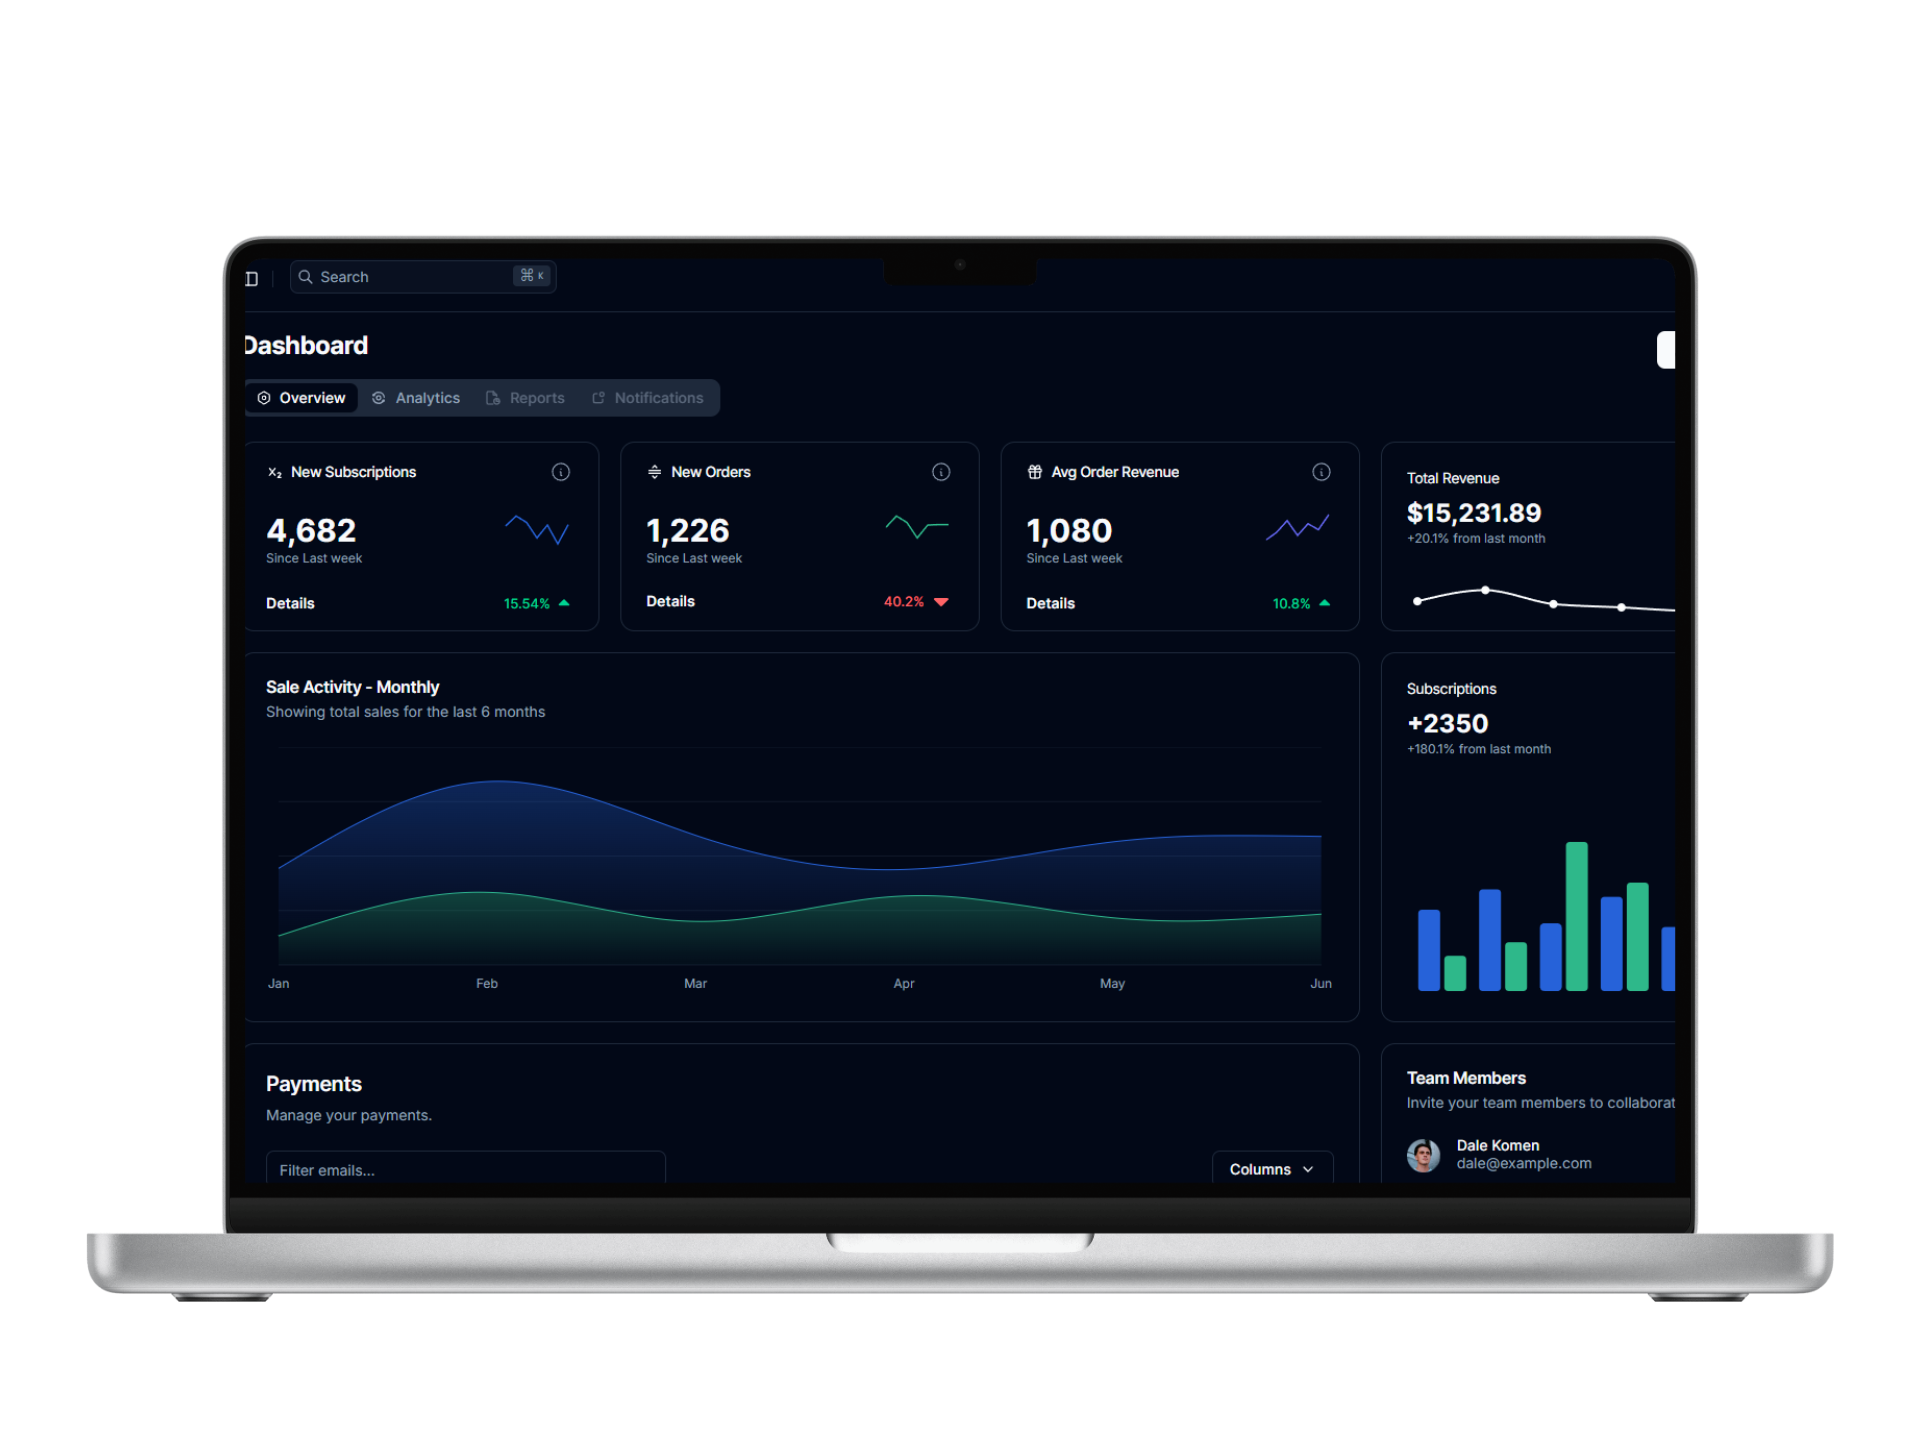 Search ⌘ K
Dashboard
Overview Analytics Reports Notifications
X₂ New Subscriptions
4,682
Since Last week
Details 15.54%
New Orders
1,226
Since Last week
Details 40.2%
Avg Order Revenue
1,080
Since Last week
Details 10.8%
Total Revenue
$15,231.89
+20.1% from last month
Sale Activity - Monthly
Showing total sales for the last 6 months
Jan Feb Mar Apr May Jun
Subscriptions
+2350
+180.1% from last month
Payments
Manage your payments.
Filter emails...
Columns
Team Members
Invite your team members to collaborat
Dale Komen
dale@example.com